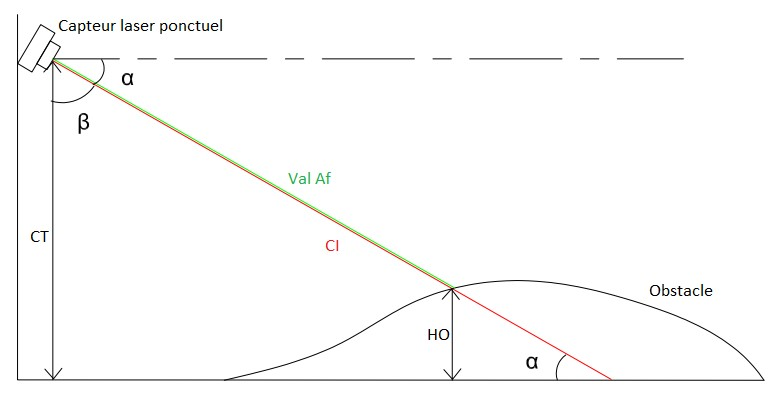 Capteur laser ponctuel
α
β
Val Af
CT
CI
Obstacle
HO
α